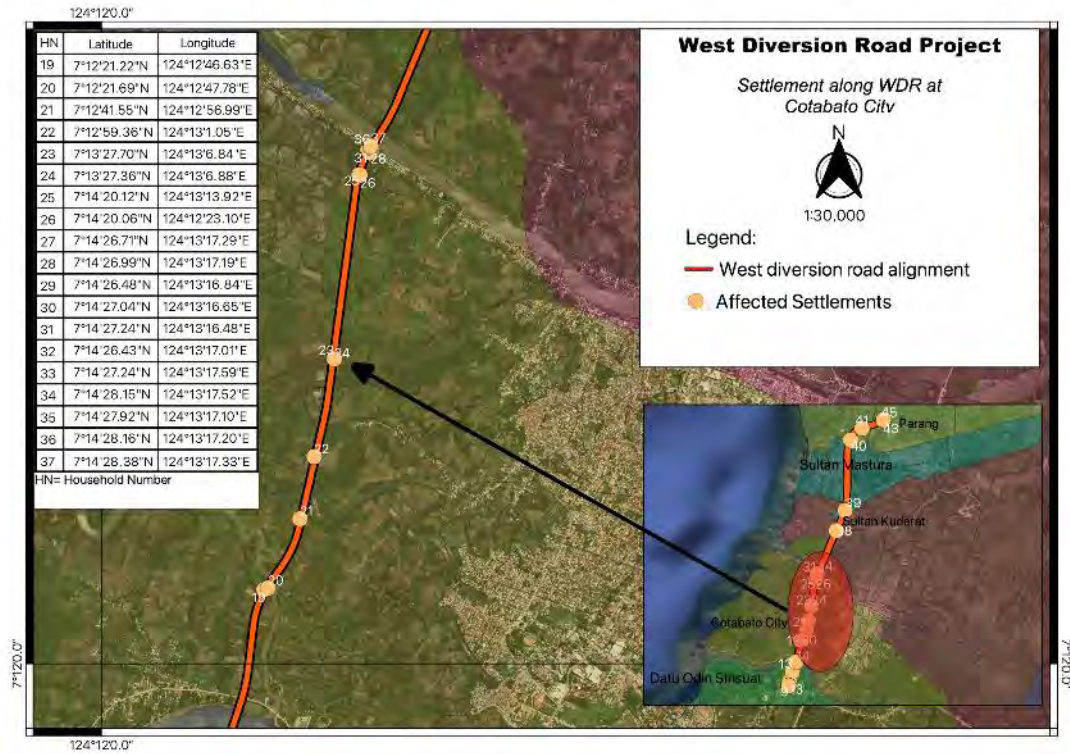 124°12'0.0"
HN Latitude Longitude
19 7°12'21.22"N 124°12'46.63"E
20 7°12'21.69"N 124°12'47.78"E
21 7°12'41.55"N 124°12'56.99"E
22 7°12'59.36"N 124°13'1.05"E
23 7°13'27.70"N 124°13'6.84"E
24 7°13'27.36"N 124°13'6.88"E
25 7°14'20.12"N 124°13'13.92"E
26 7°14'20.06"N 124°12'23.10"E
27 7°14'26.71"N 124°13'17.29"E
28 7°14'26.99"N 124°13'17.19"E
29 7°14'26.48"N 124°13'16.84"E
30 7°14'27.04"N 124°13'16.65"E
31 7°14'27.24"N 124°13'16.48"E
32 7°14'26.43"N 124°13'17.01"E
33 7°14'27.24"N 124°13'17.59"E
34 7°14'28.15"N 124°13'17.52"E
35 7°14'27.92"N 124°13'17.10"E
36 7°14'28.16"N 124°13'17.20"E
37 7°14'28.38"N 124°13'17.33"E
HN= Household Number
West Diversion Road Project
Settlement along WDR at
Cotabato City
N
1:30,000
Legend:
West diversion road alignment
Affected Settlements
28
2526
22
20
45
41
Parang
43
40
Sultan Mastura
39
Sultan Kudarat
2526
Cotabato City
Datu Odin Sinsuat
7°12'0.0"
7°12'0.0"
124°12'0.0"